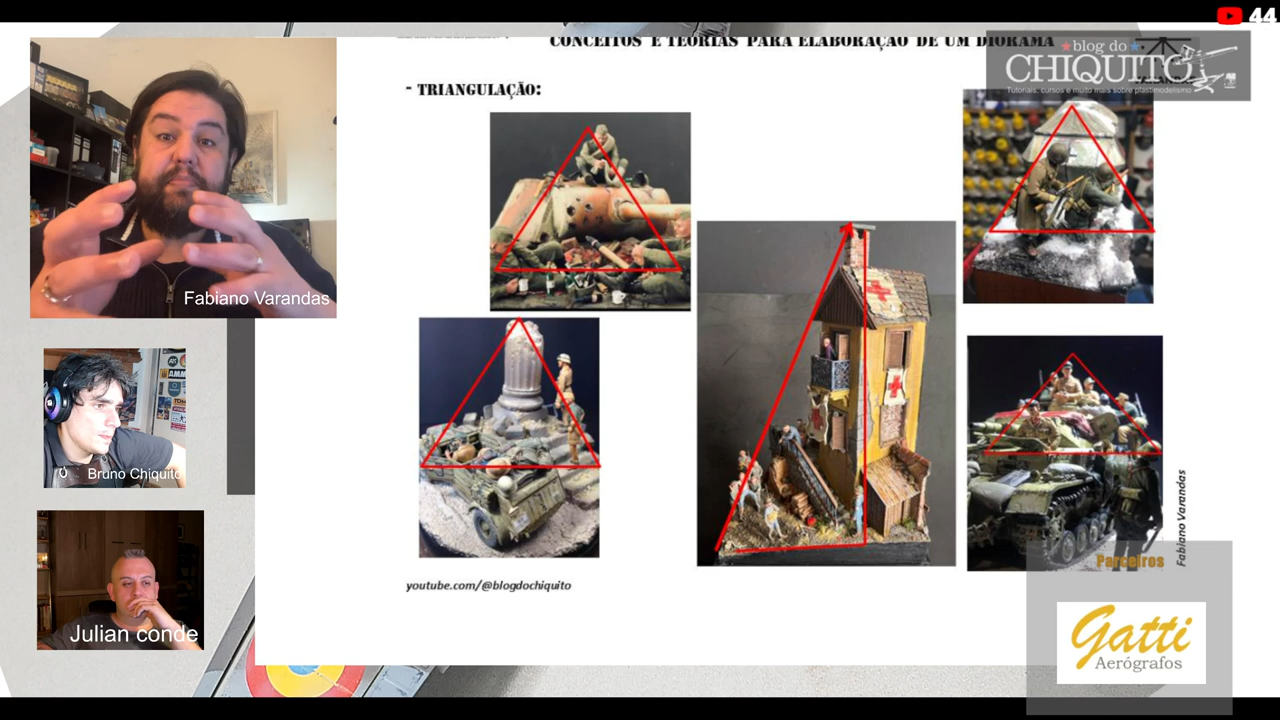 44
CONCEITOS E TEORIAS PARA ELABORAÇÃO DE UM DIORAMA
blog do
CHIQUITO
Tutoriais, cursos e muito mais sobre plastimodelismo
- TRIANGULAÇÃO:
Fabiano Varandas
Bruno Chiquito
Julian conde
Fabiano Varandas
Parceiros
youtube.com/@blogdochiquito
Gatti
Aerógrafos